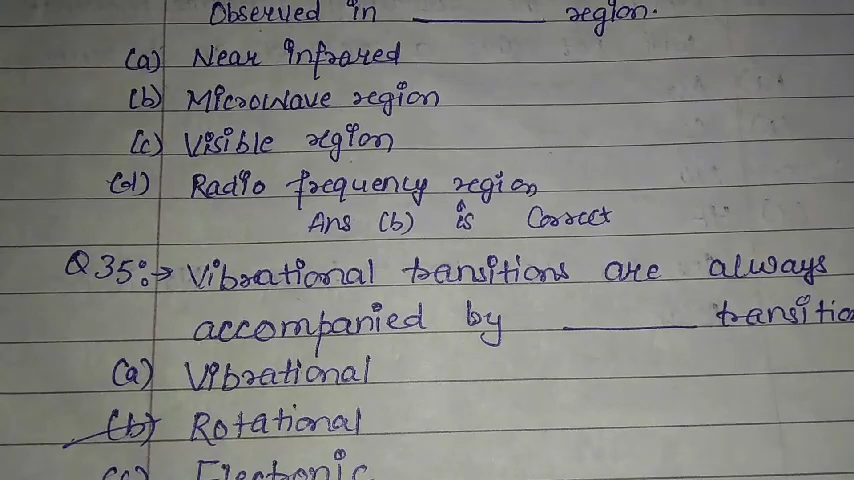 Observed in ______ region.
(a) Near infrared
(b) Microwave region
(c) Visible region
(d) Radio frequency region
Ans (b) is Correct
Q35:→ Vibrational transitions are always
accompanied by ______ transitio
(a) Vibrational
(b) Rotational
(c) Electronic